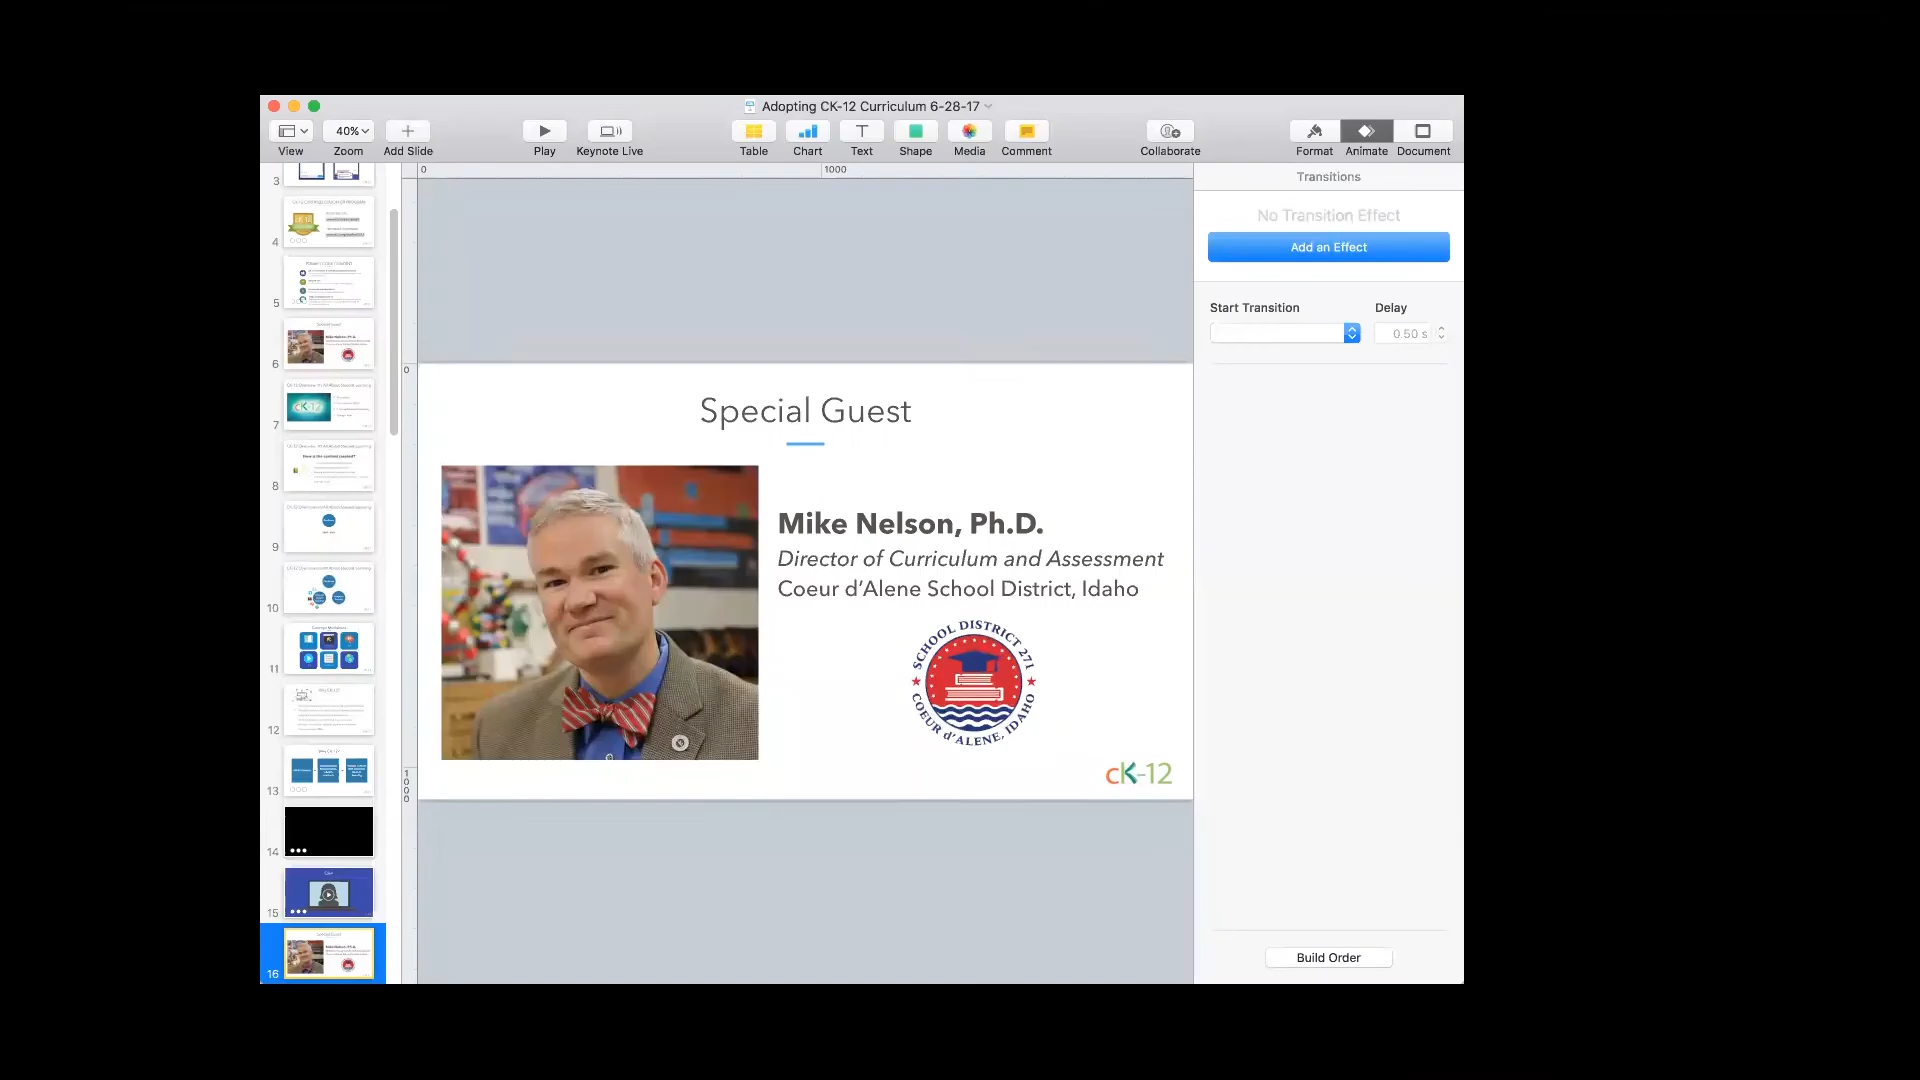 Adopting CK-12 Curriculum 6-28-17
40%
View
Zoom
Add Slide
Play
Keynote Live
Table
Chart
Text
Shape
Media
Comment
Collaborate
Format
Animate
Document
0
1000
Transitions
No Transition Effect
Add an Effect
Start Transition
Delay
0.50 s
Build Order
3
4
5
6
7
8
9
10
11
12
13
14
15
16
0
1000
Special Guest
Mike Nelson, Ph.D.
Director of Curriculum and Assessment
Coeur d’Alene School District, Idaho
SCHOOL DISTRICT 271
COEUR d’ALENE, IDAHO
cK-12